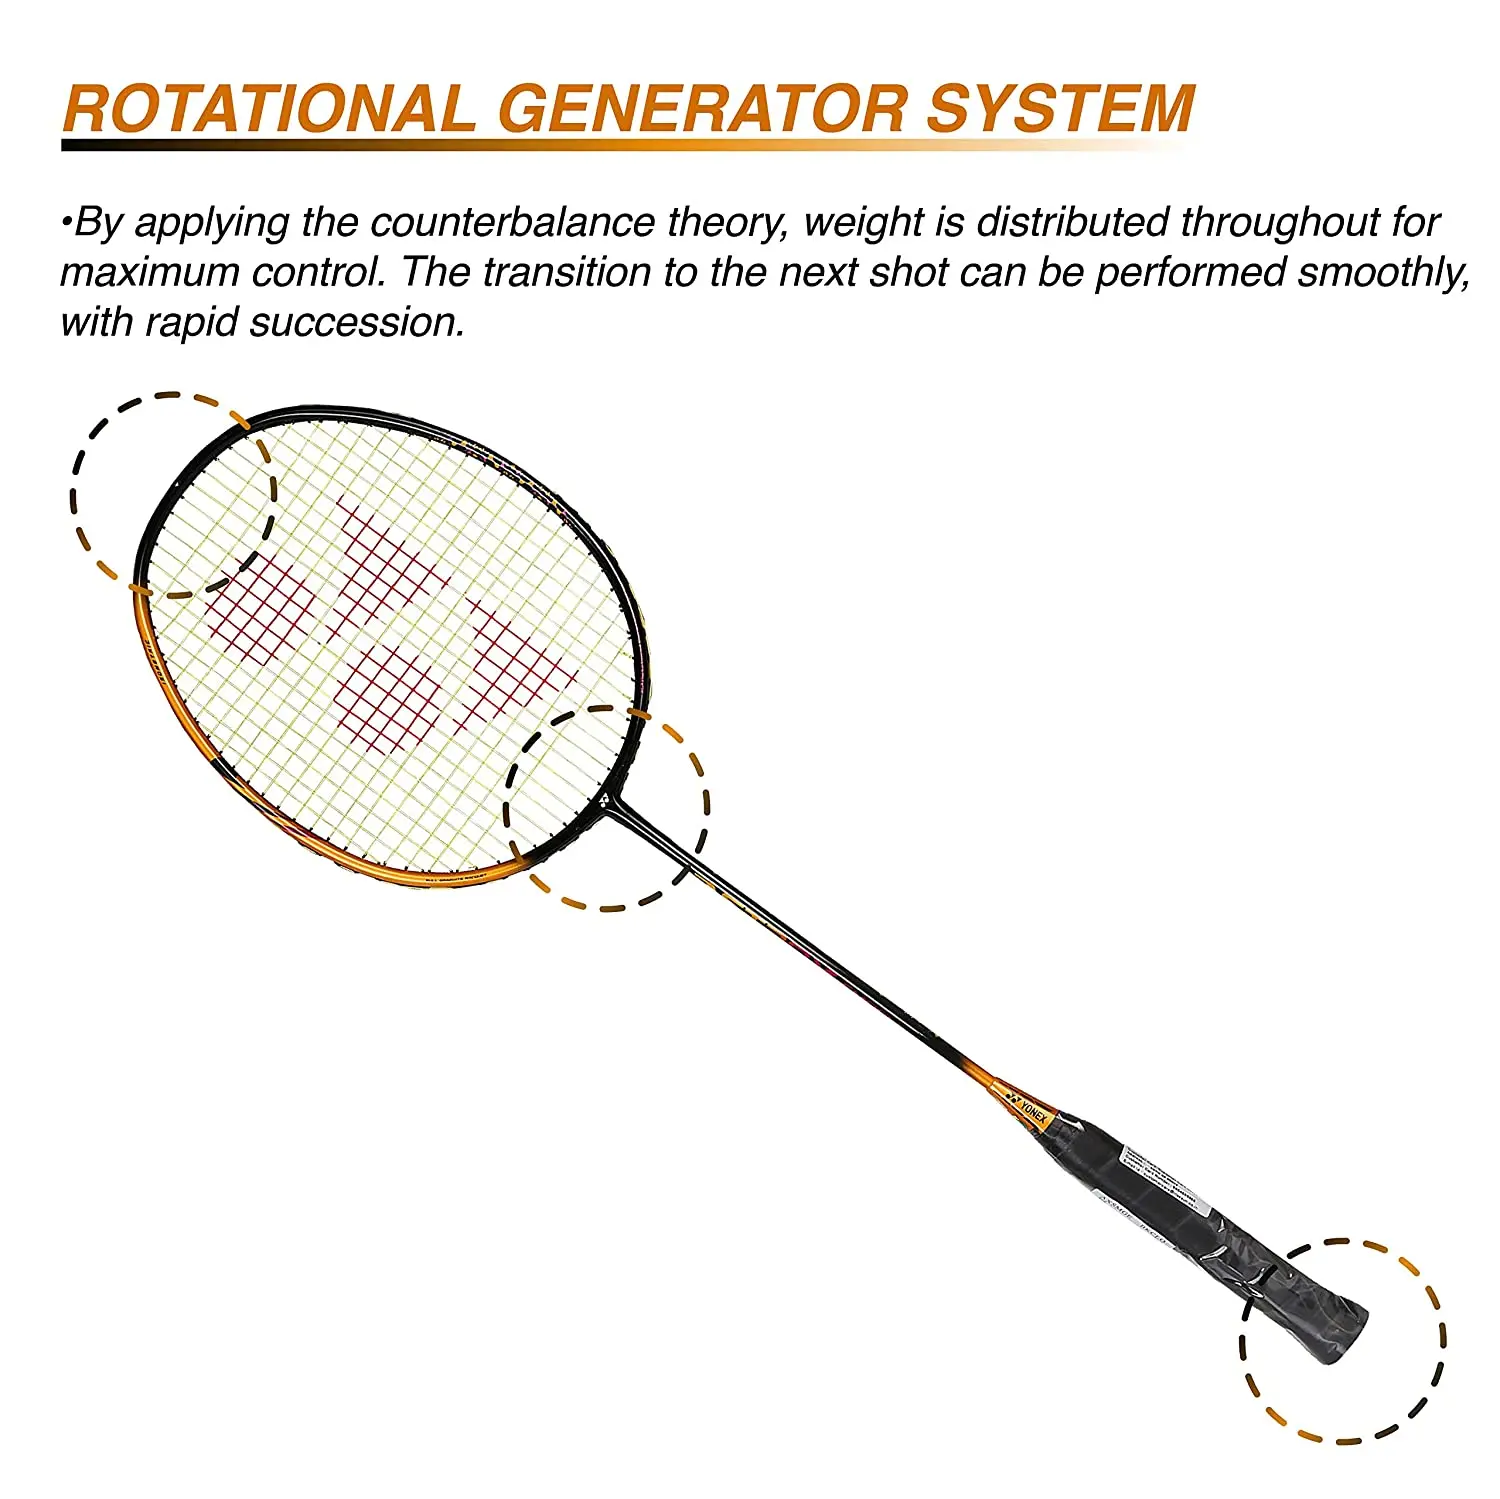 ROTATIONAL GENERATOR SYSTEM
•By applying the counterbalance theory, weight is distributed throughout for
maximum control. The transition to the next shot can be performed smoothly,
with rapid succession.
ISOMETRIC
YONEX